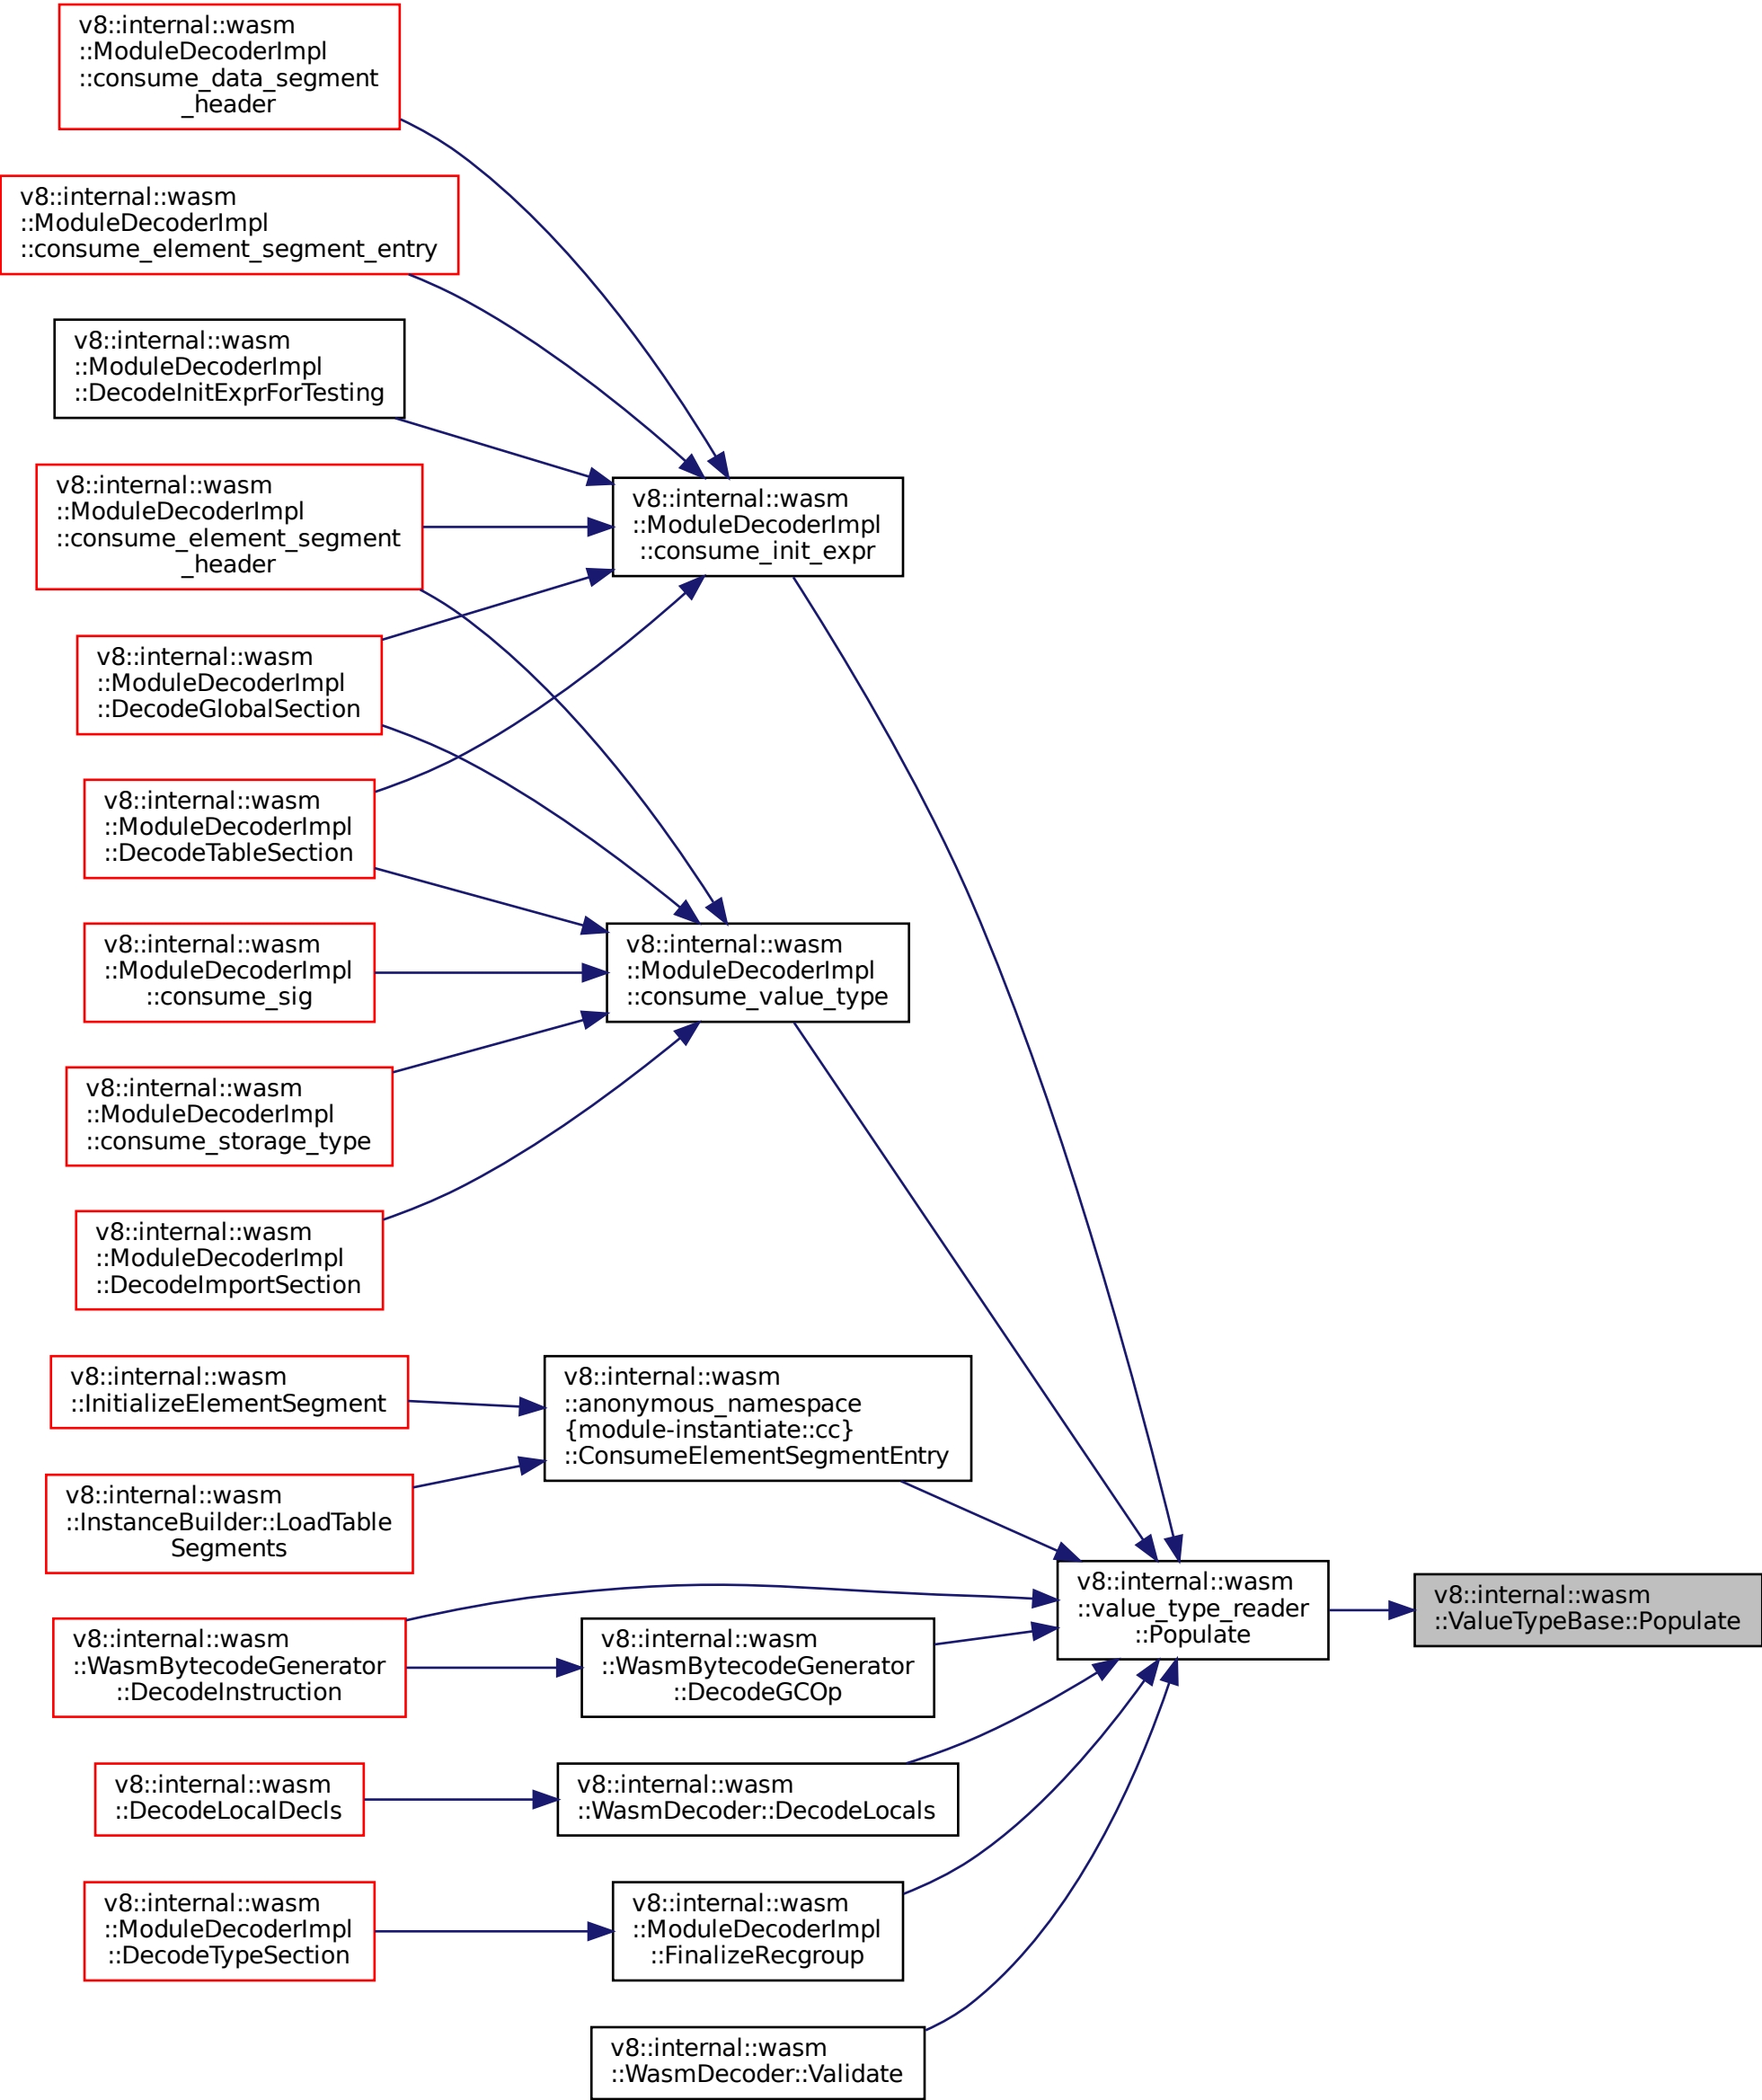 v8::internal::wasm
::ModuleDecoderImpl
::consume_data_segment
_header
v8::internal::wasm
::ModuleDecoderImpl
::consume_element_segment_entry
v8::internal::wasm
::ModuleDecoderImpl
::DecodeInitExprForTesting
v8::internal::wasm
::ModuleDecoderImpl
::consume_element_segment
_header
v8::internal::wasm
::ModuleDecoderImpl
::consume_init_expr
v8::internal::wasm
::ModuleDecoderImpl
::DecodeGlobalSection
v8::internal::wasm
::ModuleDecoderImpl
::DecodeTableSection
v8::internal::wasm
::ModuleDecoderImpl
::consume_sig
v8::internal::wasm
::ModuleDecoderImpl
::consume_value_type
v8::internal::wasm
::ModuleDecoderImpl
::consume_storage_type
v8::internal::wasm
::ModuleDecoderImpl
::DecodeImportSection
v8::internal::wasm
::InitializeElementSegment
v8::internal::wasm
::anonymous_namespace
{module-instantiate::cc}
::ConsumeElementSegmentEntry
v8::internal::wasm
::InstanceBuilder::LoadTable
Segments
v8::internal::wasm
::value_type_reader
::Populate
v8::internal::wasm
::ValueTypeBase::Populate
v8::internal::wasm
::WasmBytecodeGenerator
::DecodeInstruction
v8::internal::wasm
::WasmBytecodeGenerator
::DecodeGCOp
v8::internal::wasm
::DecodeLocalDecls
v8::internal::wasm
::WasmDecoder::DecodeLocals
v8::internal::wasm
::ModuleDecoderImpl
::DecodeTypeSection
v8::internal::wasm
::ModuleDecoderImpl
::FinalizeRecgroup
v8::internal::wasm
::WasmDecoder::Validate